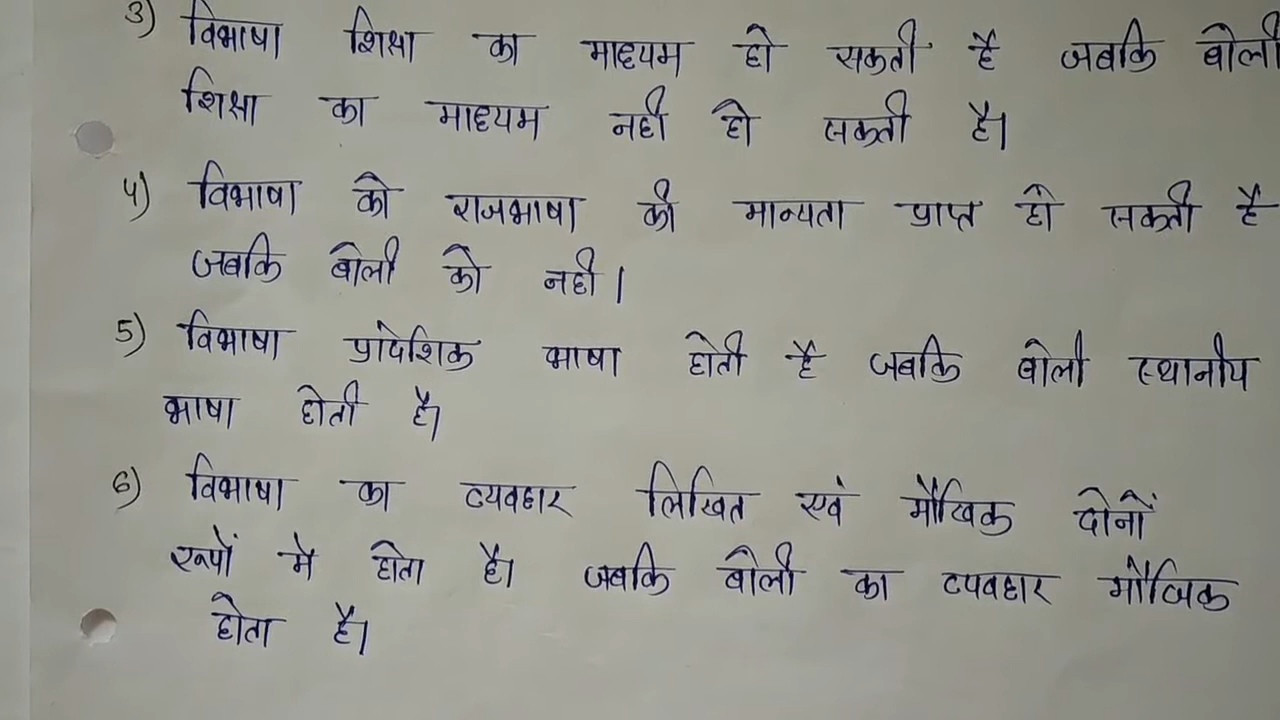 3) विभाषा शिक्षा का माध्यम हो सकती है जबकि बोली
शिक्षा का माध्यम नही हो सकती है।
4) विभाषा को राजभाषा की मान्यता प्राप्त हो सकती है
जबकि बोली को नही।
5) विभाषा प्रादेशिक भाषा होती है जबकि बोली स्थानीय
भाषा होती है।
6) विभाषा का व्यवहार लिखित एवं मौखिक दोनों
रूपों मे होता है। जबकि बोली का व्यवहार मौखिक
होता है।